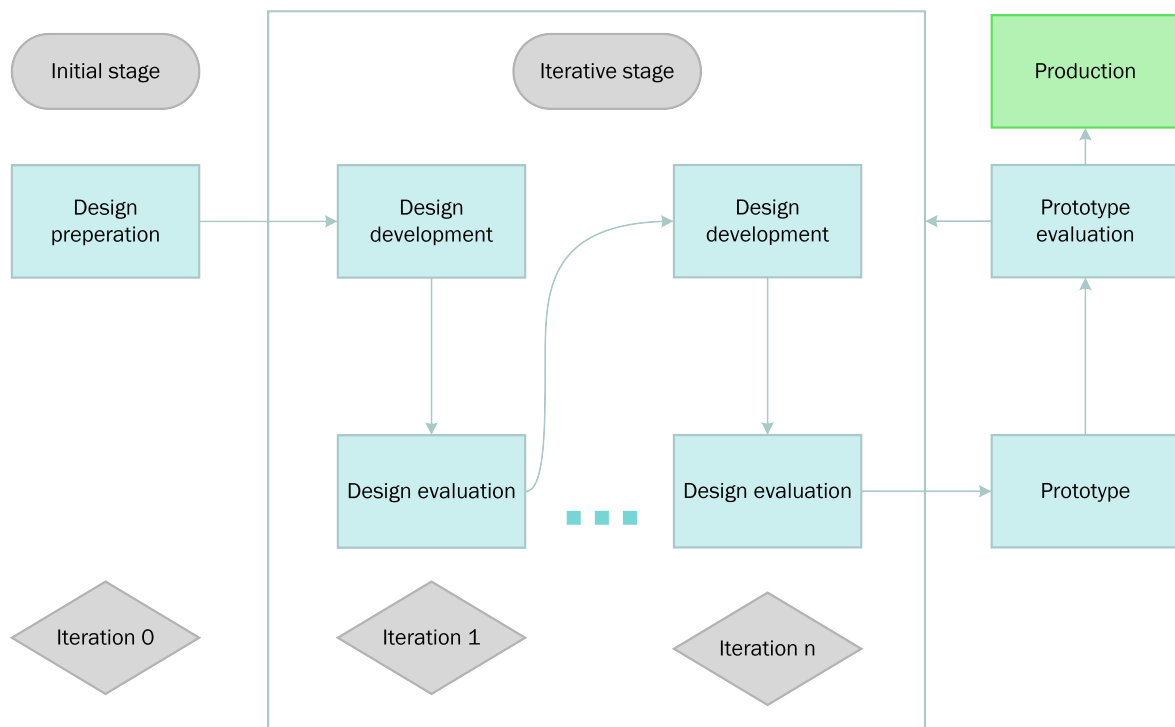 Initial stage
Iterative stage
Production
Design
preperation
Design
development
Design
development
Prototype
evaluation
Design evaluation
Design evaluation
Prototype
Iteration 0
Iteration 1
Iteration n